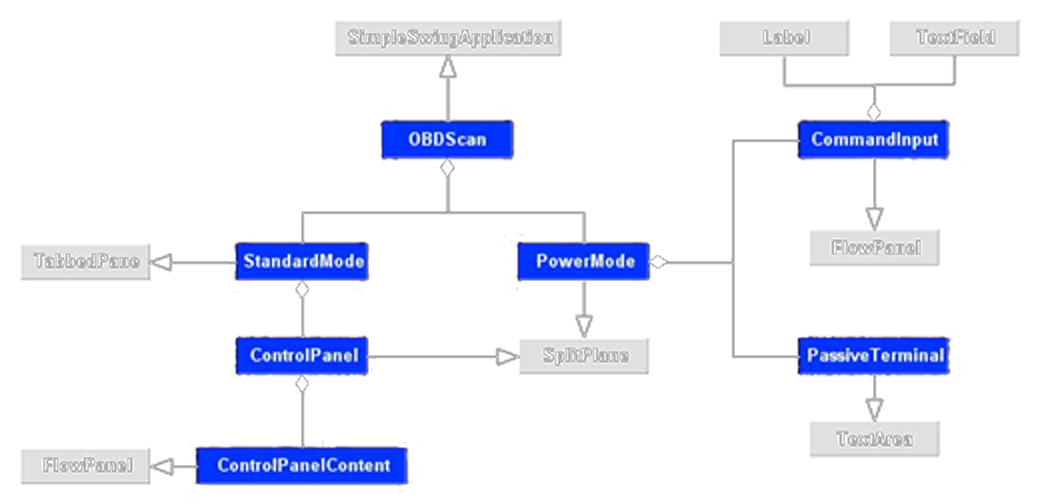 SimpleSwingApplication
Label
TextField
OBDScan
CommandInput
FlowPanel
TabbedPane
StandardMode
PowerMode
ControlPanel
SplitPlane
PassiveTerminal
TextArea
FlowPanel
ControlPanelContent